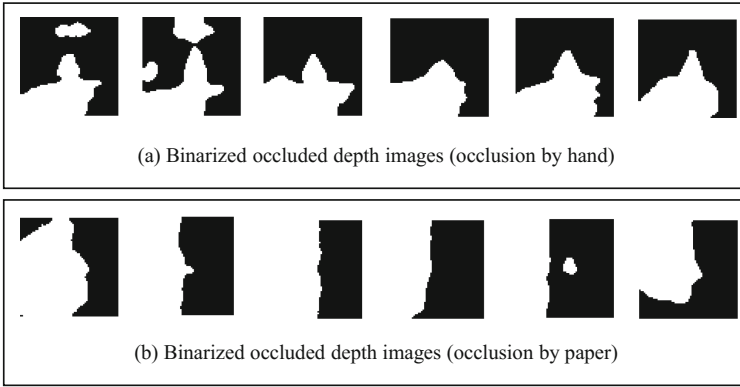 (a) Binarized occluded depth images (occlusion by hand)
(b) Binarized occluded depth images (occlusion by paper)